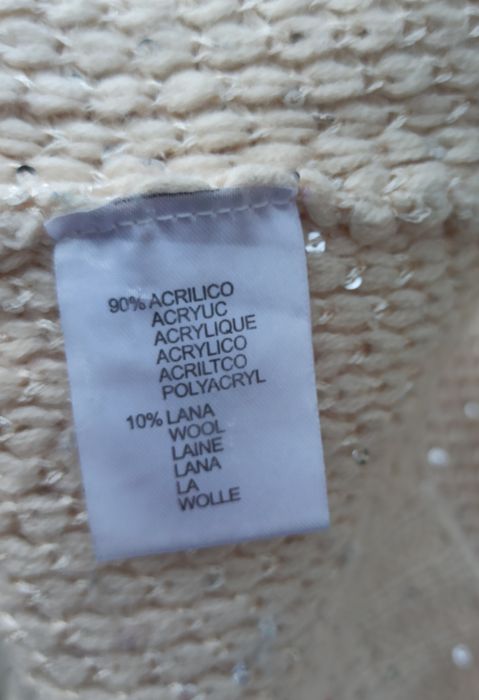 90% ACRILICO
ACRYUC
ACRYLIQUE
ACRYLICO
ACRILTCO
POLYACRYL
10% LANA
WOOL
LAINE
LANA
LA
WOLLE